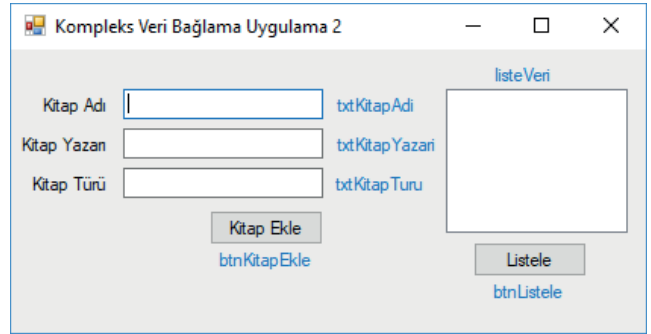 Kompleks Veri Bağlama Uygulama 2
listeVeri
Kitap Adı
txtKitapAdi
Kitap Yazarı
txtKitapYazari
Kitap Türü
txtKitapTuru
Kitap Ekle
btnKitapEkle
Listele
btnListele